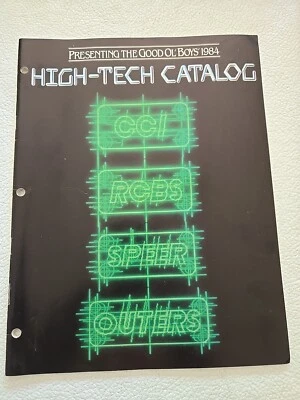 PRESENTING THE GOOD OL' BOYS' 1984
HIGH-TECH CATALOG
CCI
RCBS
SPEER
OUTERS